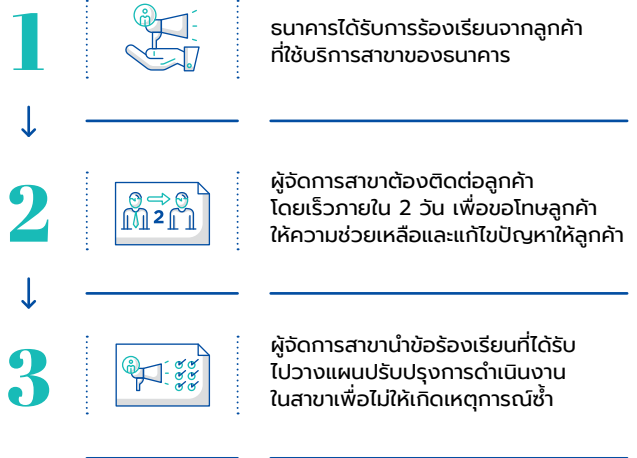 1
ธนาคารได้รับการร้องเรียนจากลูกค้า
ที่ใช้บริการสาขาของธนาคาร
2
2
ผู้จัดการสาขาต้องติดต่อลูกค้า
โดยเร็วภายใน 2 วัน เพื่อขอโทษลูกค้า
ให้ความช่วยเหลือและแก้ไขปัญหาให้ลูกค้า
3
ผู้จัดการสาขานำข้อร้องเรียนที่ได้รับ
ไปวางแผนปรับปรุงการดำเนินงาน
ในสาขาเพื่อไม่ให้เกิดเหตุการณ์ซ้ำ